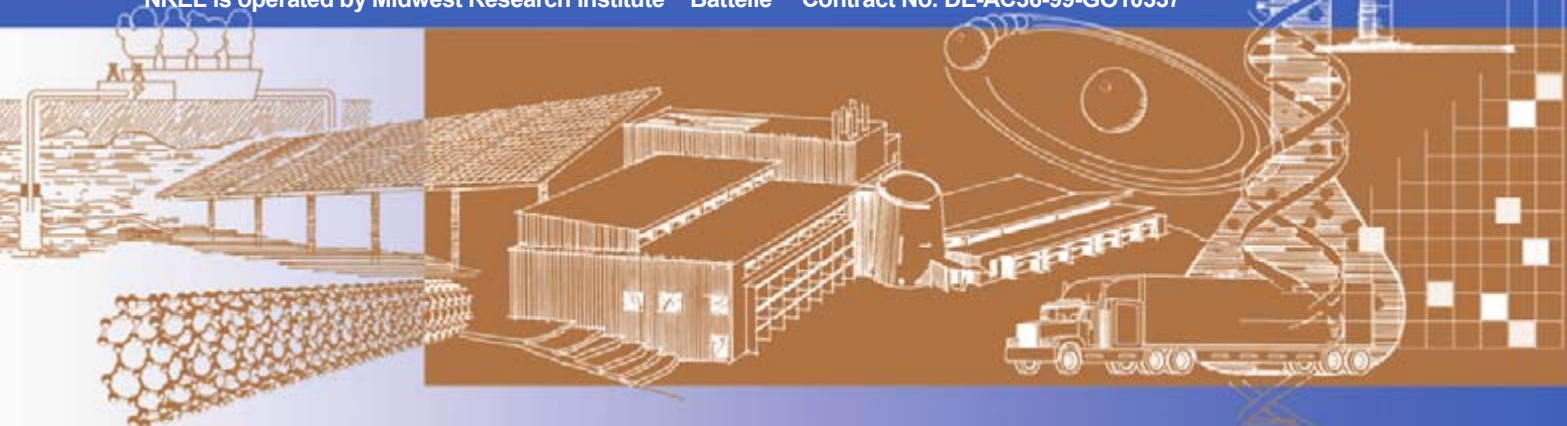 NREL is operated by Midwest Research Institute Battelle Contract No. DE-AC36-99-GO10337